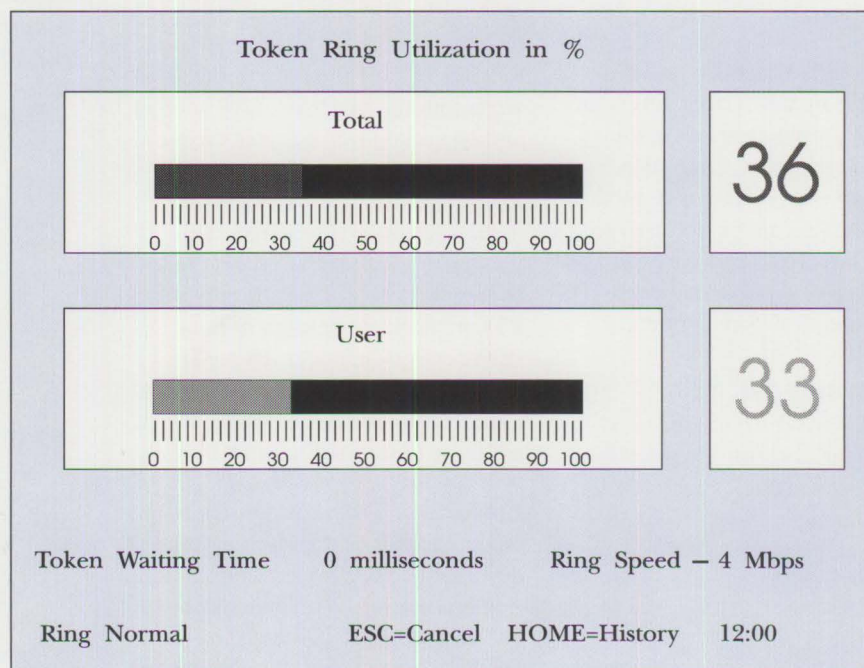 Token Ring Utilization in %
Total
36
0 10 20 30 40 50 60 70 80 90 100
User
33
0 10 20 30 40 50 60 70 80 90 100
Token Waiting Time 0 milliseconds Ring Speed – 4 Mbps
Ring Normal ESC=Cancel HOME=History 12:00